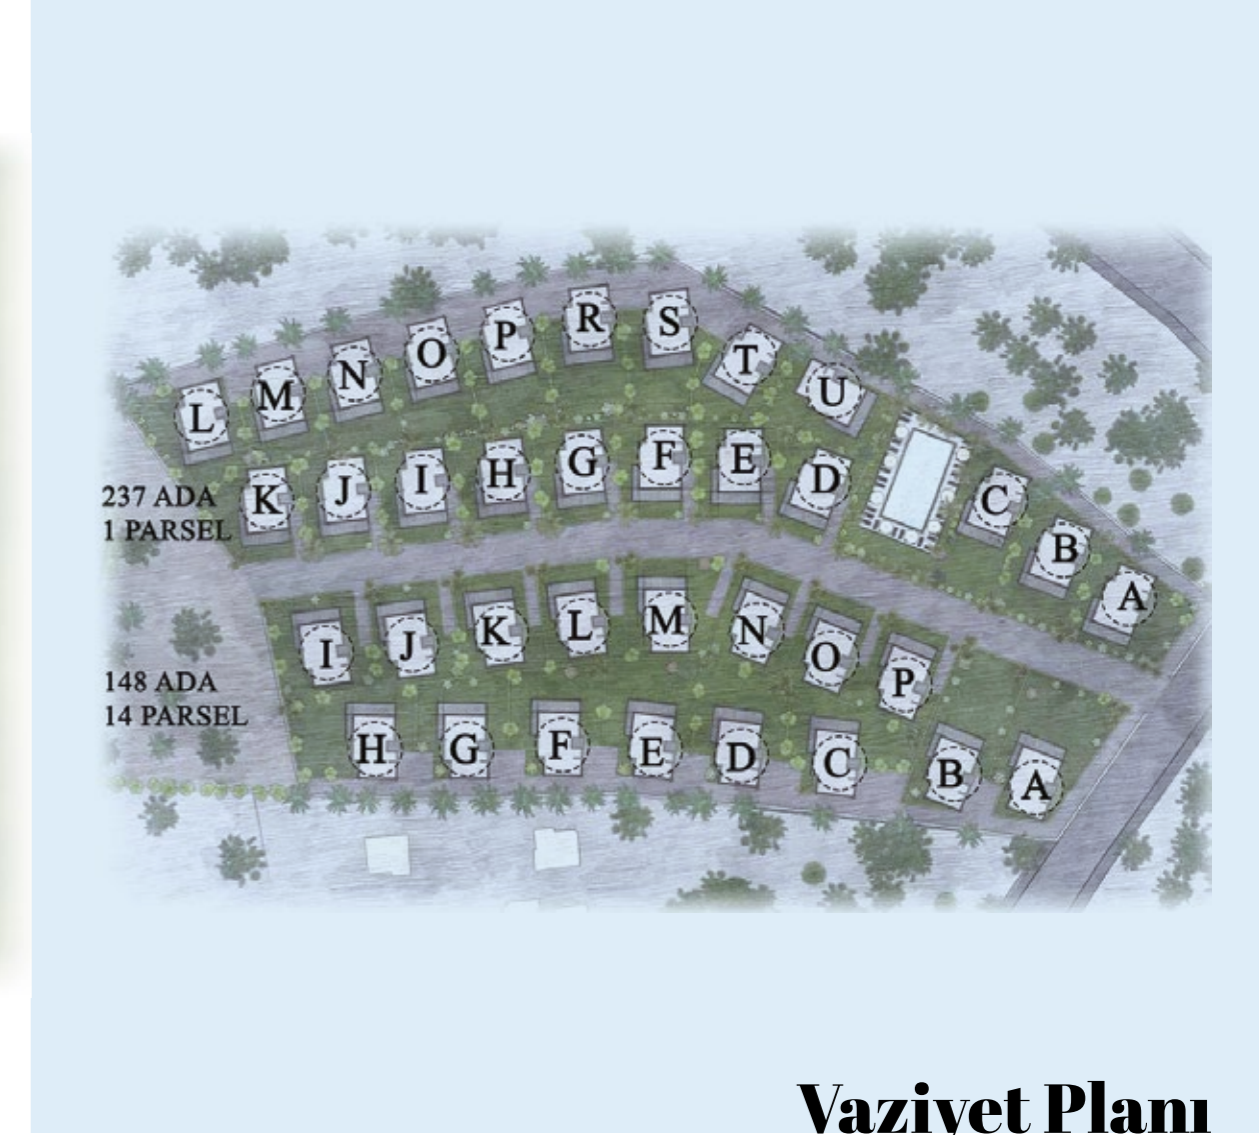 R S
P
O
N
M
L
T
U
K J I H G F E D
C
B
A
237 ADA
1 PARSEL
I J K L M N O P
148 ADA
14 PARSEL
H G F E D C B A
Vaziyet Planı